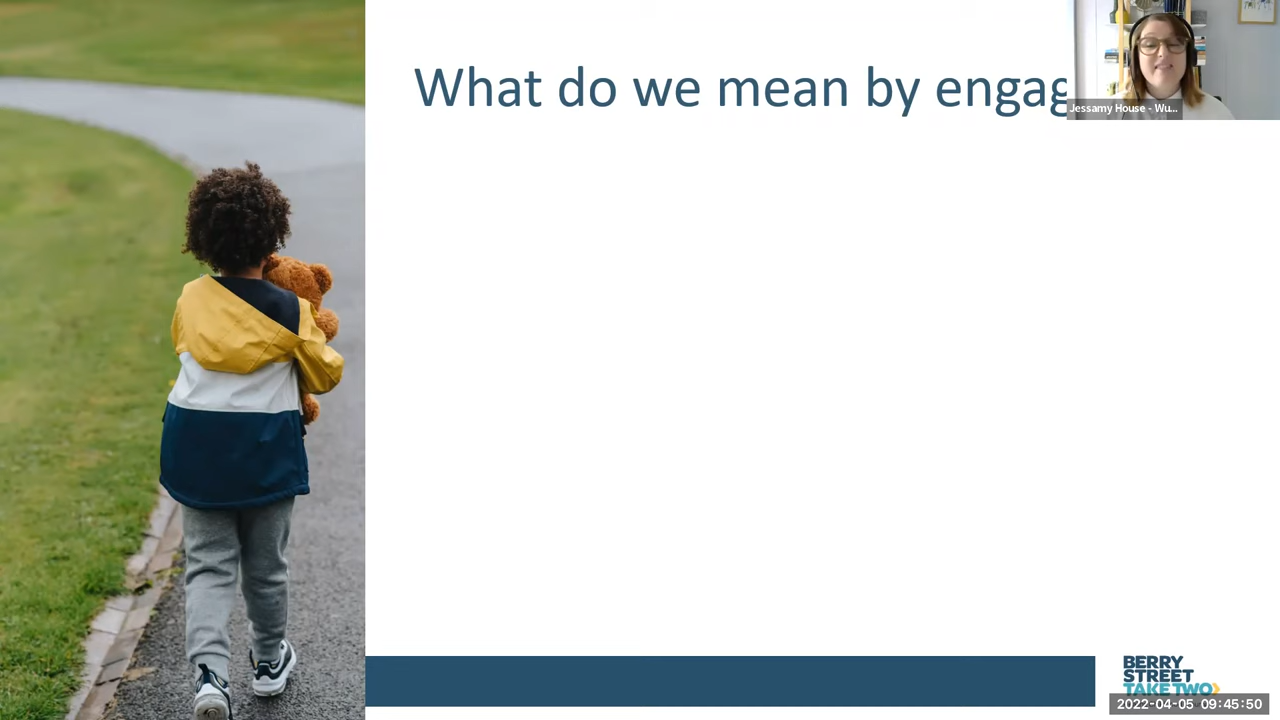 What do we mean by engag
Jessamy House - Wu...
BERRY
STREET
TAKE TWO
2022-04-05 09:45:50